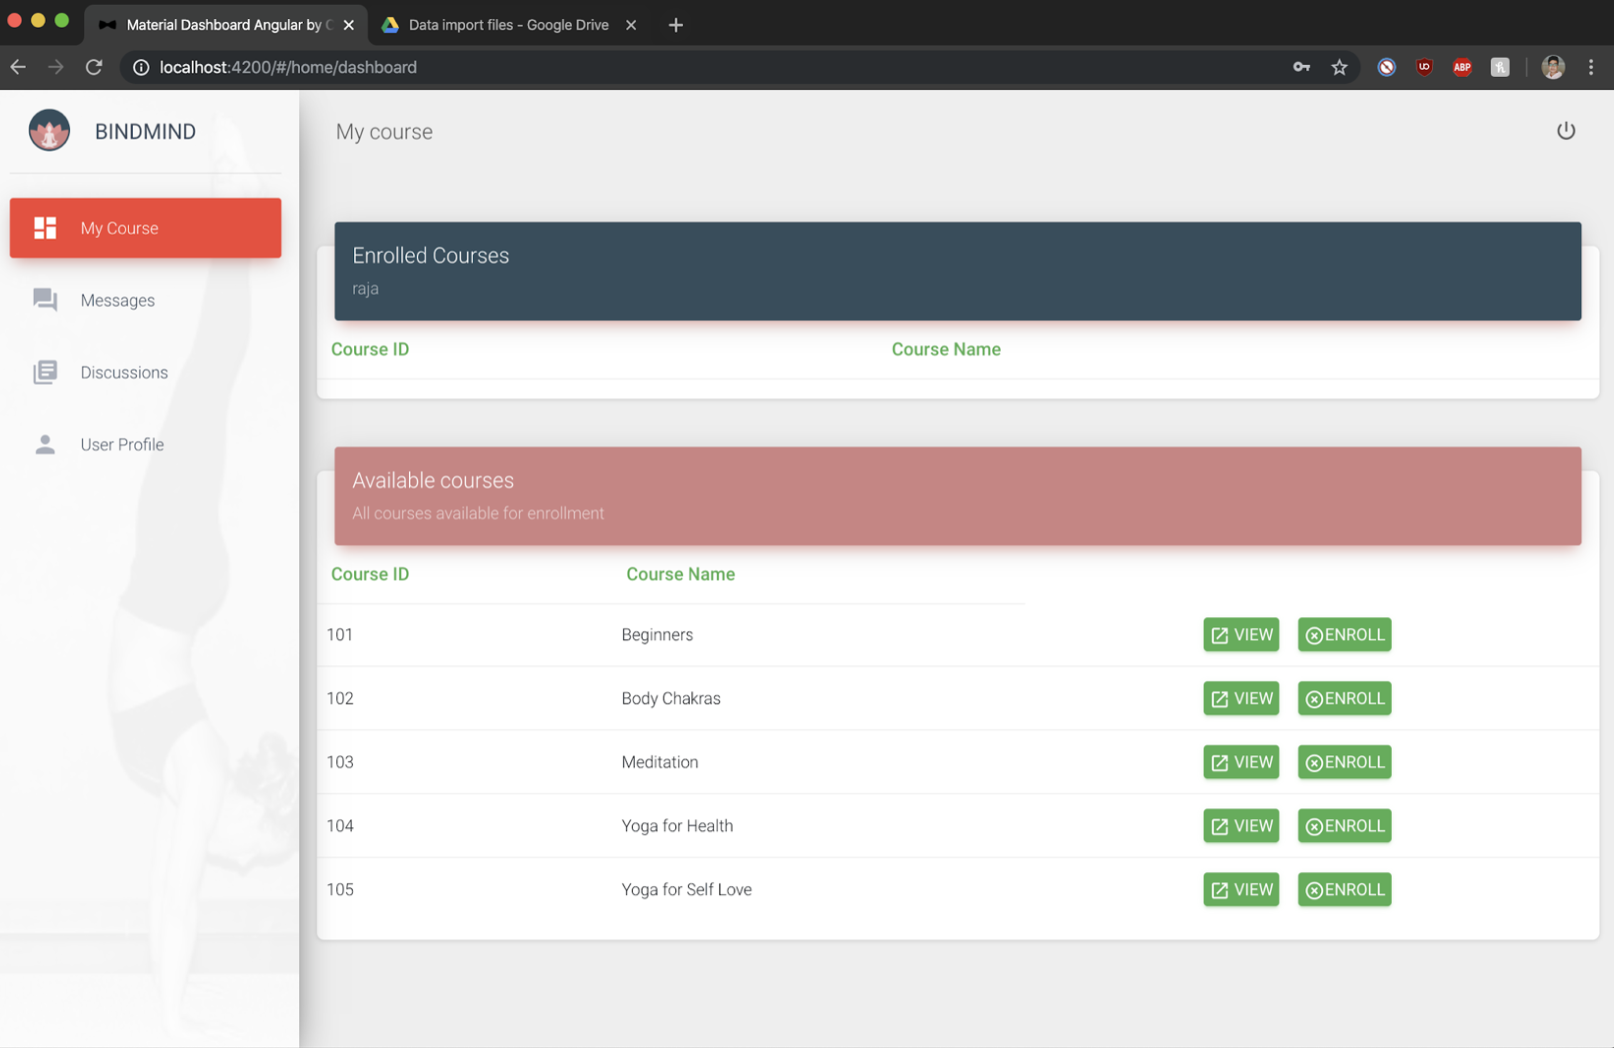 Material Dashboard Angular by
Data import files - Google Drive
localhost:4200/#/home/dashboard
ABP
BINDMIND
My course
My Course
Messages
Discussions
User Profile
Enrolled Courses
raja
Course ID Course Name
Available courses
All courses available for enrollment
Course ID Course Name
101 Beginners VIEW ENROLL
102 Body Chakras VIEW ENROLL
103 Meditation VIEW ENROLL
104 Yoga for Health VIEW ENROLL
105 Yoga for Self Love VIEW ENROLL